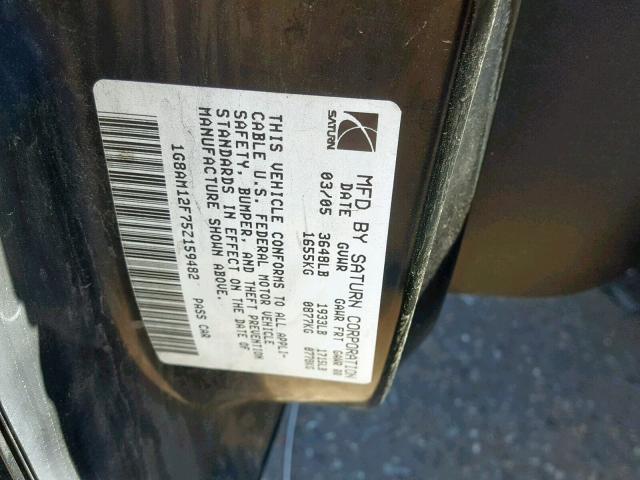 SATURN
MFD BY SATURN CORPORATION
DATE GVWR GAWR FRT GAWR RR
03/05 3648LB 1933LB 1715LB
1655KG 0877KG 0778KG
THIS VEHICLE CONFORMS TO ALL APPLI-
CABLE U.S. FEDERAL MOTOR VEHICLE
SAFETY, BUMPER, AND THEFT PREVENTION
STANDARDS IN EFFECT ON THE DATE OF
MANUFACTURE SHOWN ABOVE.
1G8AM12F75Z159482 PASS CAR